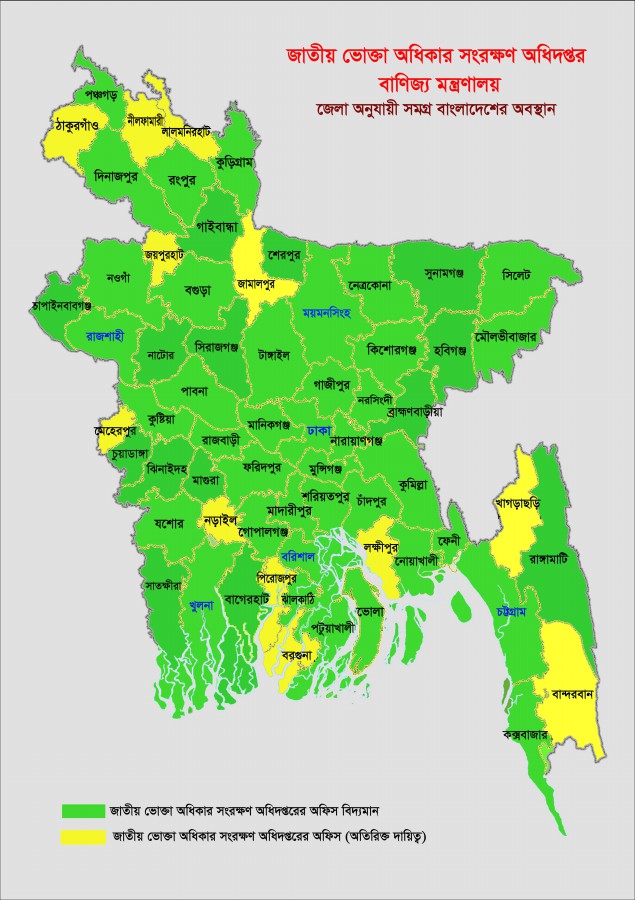 জাতীয় ভোক্তা অধিকার সংরক্ষণ অধিদপ্তর
বাণিজ্য মন্ত্রণালয়
জেলা অনুযায়ী সমগ্র বাংলাদেশের অবস্থান
পঞ্চগড়
ঠাকুরগাঁও
নীলফামারী
লালমনিরহাট
কুড়িগ্রাম
দিনাজপুর
রংপুর
গাইবান্ধা
জয়পুরহাট
শেরপুর
নওগাঁ
বগুড়া
জামালপুর
নেত্রকোনা
সুনামগঞ্জ
সিলেট
চাপাইনবাবগঞ্জ
ময়মনসিংহ
রাজশাহী
নাটোর
সিরাজগঞ্জ
টাঙ্গাইল
কিশোরগঞ্জ
হবিগঞ্জ
মৌলভীবাজার
পাবনা
গাজীপুর
নরসিংদী
ব্রাহ্মণবাড়ীয়া
মেহেরপুর
কুষ্টিয়া
রাজবাড়ী
মানিকগঞ্জ
ঢাকা
নারায়ণগঞ্জ
চুয়াডাঙ্গা
ঝিনাইদহ
মাগুরা
ফরিদপুর
মুন্সিগঞ্জ
কুমিল্লা
শরিয়তপুর
চাঁদপুর
খাগড়াছড়ি
যশোর
নড়াইল
মাদারীপুর
গোপালগঞ্জ
লক্ষীপুর
নোয়াখালী
ফেনী
রাঙ্গামাটি
বরিশাল
পিরোজপুর
সাতক্ষীরা
খুলনা
বাগেরহাট
ঝালকাঠি
ভোলা
চট্টগ্রাম
পটুয়াখালী
বরগুনা
বান্দরবান
কক্সবাজার
জাতীয় ভোক্তা অধিকার সংরক্ষণ অধিদপ্তরের অফিস বিদ্যমান
জাতীয় ভোক্তা অধিকার সংরক্ষণ অধিদপ্তরের অফিস (অতিরিক্ত দায়িত্ব)